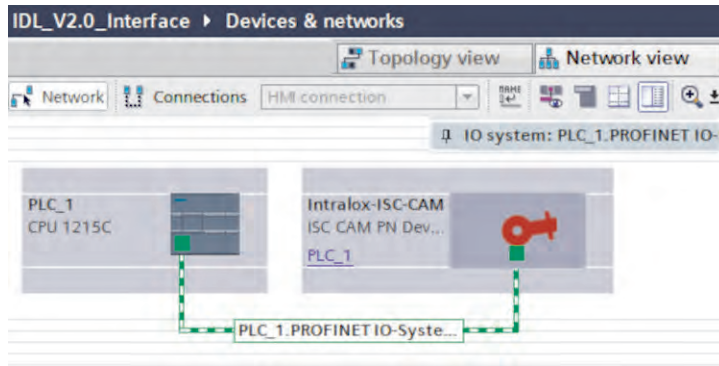 IDL_V2.0_Interface ▸ Devices & networks
Topology view Network view
Network Connections HMI connection
IO system: PLC_1.PROFINET IO-
PLC_1 Intralox-ISC-CAM
CPU 1215C ISC CAM PN Dev...
PLC_1
PLC_1.PROFINET IO-Syste...